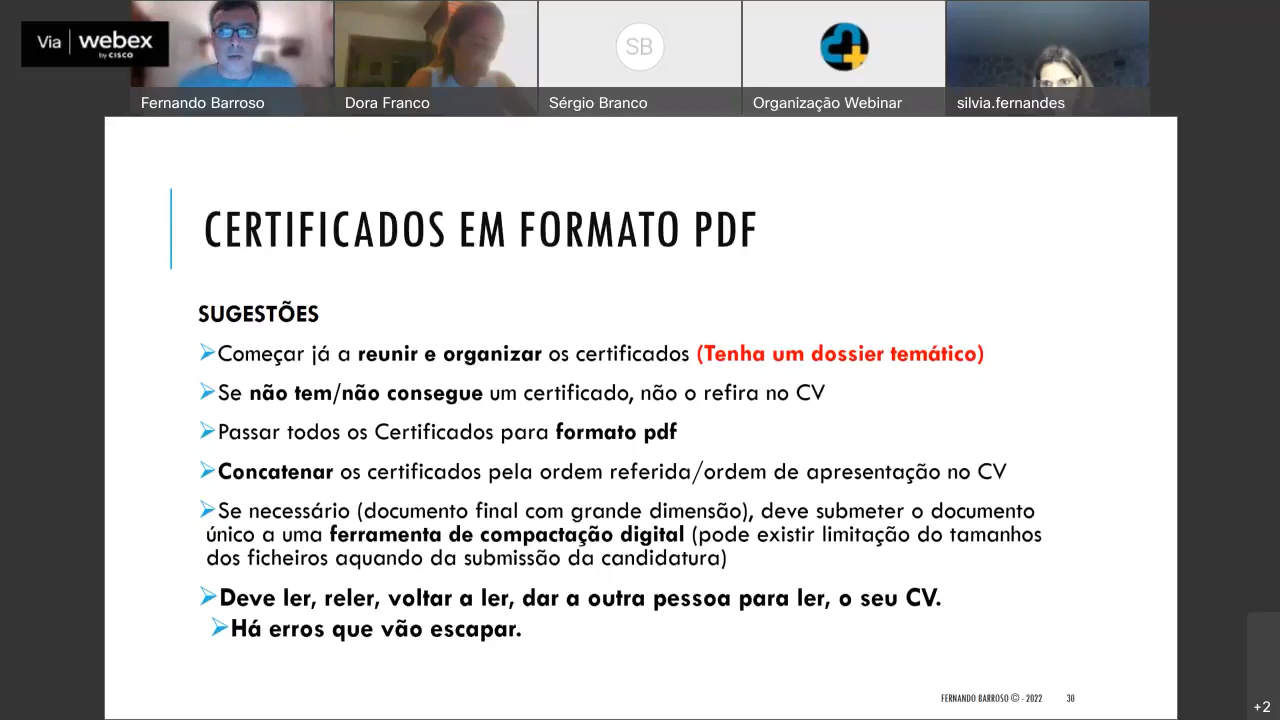 Via | webex
by CISCO
SB
Fernando Barroso
Dora Franco
Sérgio Branco
Organização Webinar
silvia.fernandes
CERTIFICADOS EM FORMATO PDF
SUGESTÕES
➢Começar já a reunir e organizar os certificados (Tenha um dossier temático)
➢Se não tem/não consegue um certificado, não o refira no CV
➢Passar todos os Certificados para formato pdf
➢Concatenar os certificados pela ordem referida/ordem de apresentação no CV
➢Se necessário (documento final com grande dimensão), deve submeter o documento
único a uma ferramenta de compactação digital (pode existir limitação do tamanhos
dos ficheiros aquando da submissão da candidatura)
➢Deve ler, reler, voltar a ler, dar a outra pessoa para ler, o seu CV.
➢Há erros que vão escapar.
FERNANDO BARROSO © - 2022
30
+2